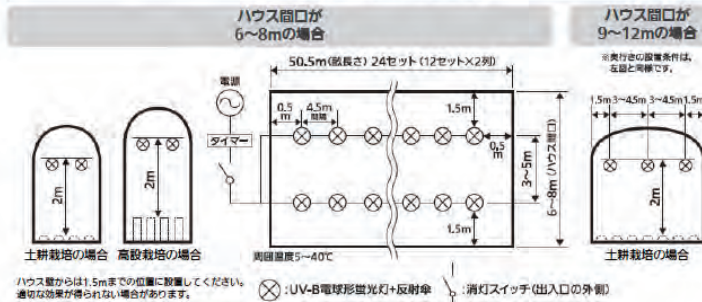 ハウス間口が
6～8mの場合
ハウス間口が
9～12mの場合
※奥行きの設置条件は、
左図と同様です。
50.5m(畝長さ) 24セット (12セット×2列)
電源
0.5
m
4.5m
間隔
1.5m
タイマー
0.5
m
3～5m
6～8m(ハウス間口)
1.5m
1.5m 3～4.5m 3～4.5m 1.5m
2m
2m
2m
土耕栽培の場合
高設栽培の場合
周囲温度5～40℃
土耕栽培の場合
ハウス壁からは1.5mまでの位置に設置してください。
適切な効果が得られない場合があります。
:UV-B電球形蛍光灯+反射傘
:消灯スイッチ(出入口の外側)